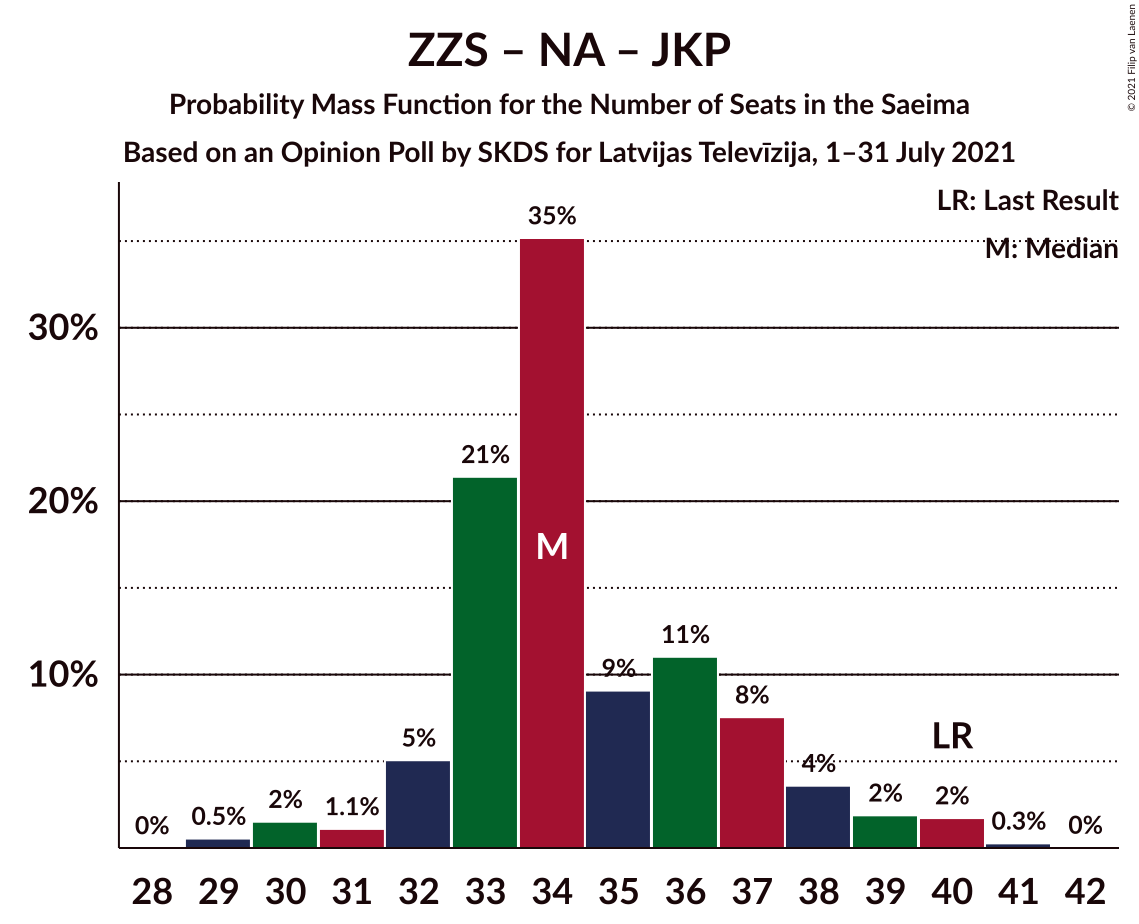 ZZS – NA – JKP
Probability Mass Function for the Number of Seats in the Saeima
Based on an Opinion Poll by SKDS for Latvijas Televīzija, 1–31 July 2021
© 2021 Filip van Laenen
LR: Last Result
M: Median
30%
20%
10%
0%
0.5%
2%
1.1%
5%
21%
35%
M
9%
11%
8%
4%
2%
LR
2%
0.3%
0%
28 29 30 31 32 33 34 35 36 37 38 39 40 41 42